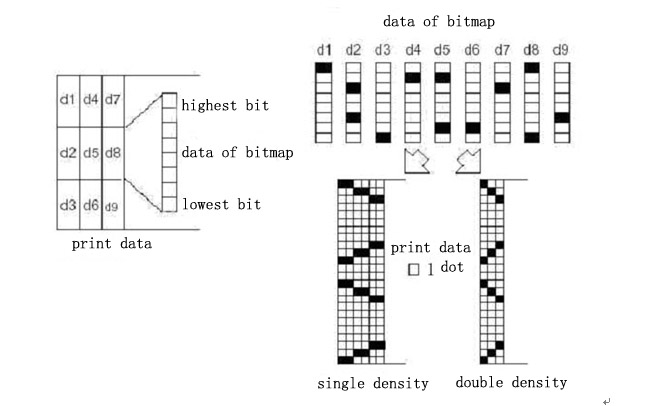 data of bitmap
d1 d2 d3 d4 d5 d6 d7 d8 d9
d1 d4 d7
highest bit
d2 d5 d8
data of bitmap
d3 d6 d9
lowest bit
print data
print data
1 dot
single density
double density